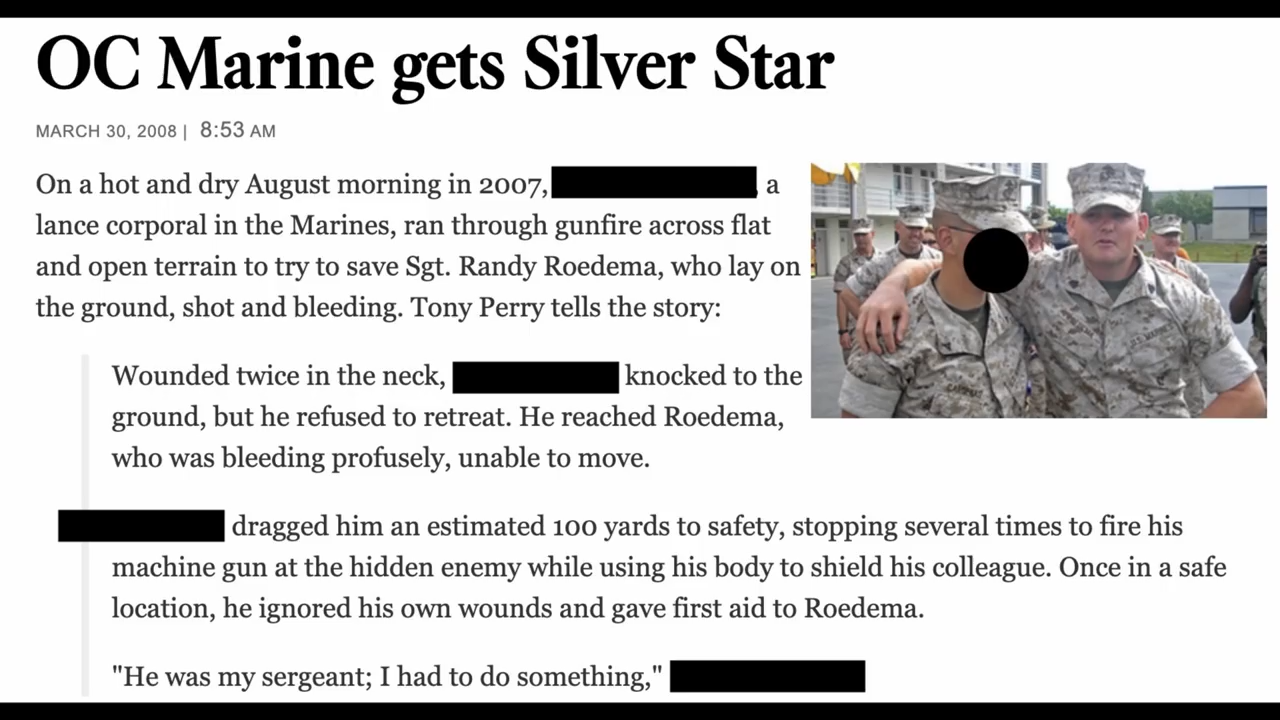 OC Marine gets Silver Star
MARCH 30, 2008 | 8:53 AM
On a hot and dry August morning in 2007, , a
lance corporal in the Marines, ran through gunfire across flat
and open terrain to try to save Sgt. Randy Roedema, who lay on
the ground, shot and bleeding. Tony Perry tells the story:
Wounded twice in the neck, knocked to the
ground, but he refused to retreat. He reached Roedema,
who was bleeding profusely, unable to move.
dragged him an estimated 100 yards to safety, stopping several times to fire his
machine gun at the hidden enemy while using his body to shield his colleague. Once in a safe
location, he ignored his own wounds and gave first aid to Roedema.
"He was my sergeant; I had to do something,"